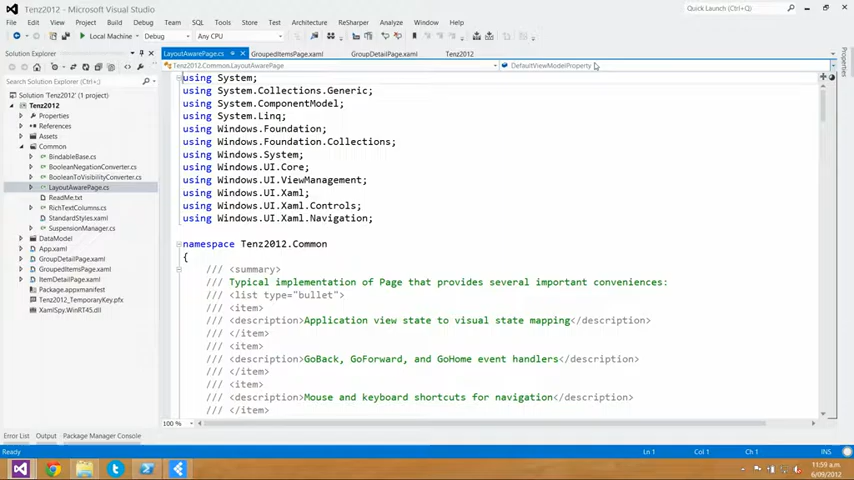 Tenz2012 - Microsoft Visual Studio
Quick Launch (Ctrl+Q)
File Edit View Project Build Debug Team SQL Tools Store Test Architecture ReSharper Analyze Window Help
Local Machine Debug Any CPU
Solution Explorer
LayoutAwarePage.cs GroupedItemsPage.xaml GroupDetailPage.xaml Tenz2012
Tenz2012.Common.LayoutAwarePage DefaultViewModelProperty
Search Solution Explorer (Ctrl+;)
Solution 'Tenz2012' (1 project)
Tenz2012
Properties
References
Assets
Common
BindableBase.cs
BooleanNegationConverter.cs
BooleanToVisibilityConverter.cs
LayoutAwarePage.cs
ReadMe.txt
RichTextColumns.cs
StandardStyles.xaml
SuspensionManager.cs
DataModel
App.xaml
GroupDetailPage.xaml
GroupedItemsPage.xaml
ItemDetailPage.xaml
Package.appxmanifest
Tenz2012_TemporaryKey.pfx
XamlSpy.WinRT45.dll
using System;
using System.Collections.Generic;
using System.ComponentModel;
using System.Linq;
using Windows.Foundation;
using Windows.Foundation.Collections;
using Windows.System;
using Windows.UI.Core;
using Windows.UI.ViewManagement;
using Windows.UI.Xaml;
using Windows.UI.Xaml.Controls;
using Windows.UI.Xaml.Navigation;
namespace Tenz2012.Common
{
/// <summary>
/// Typical implementation of Page that provides several important conveniences:
/// <list type="bullet">
/// <item>
/// <description>Application view state to visual state mapping</description>
/// </item>
/// <item>
/// <description>GoBack, GoForward, and GoHome event handlers</description>
/// </item>
/// <item>
/// <description>Mouse and keyboard shortcuts for navigation</description>
/// </item>
Properties
100 %
Error List Output Package Manager Console
Ready Ln 1 Col 1 Ch 1 INS
11:59 a.m.
6/09/2012